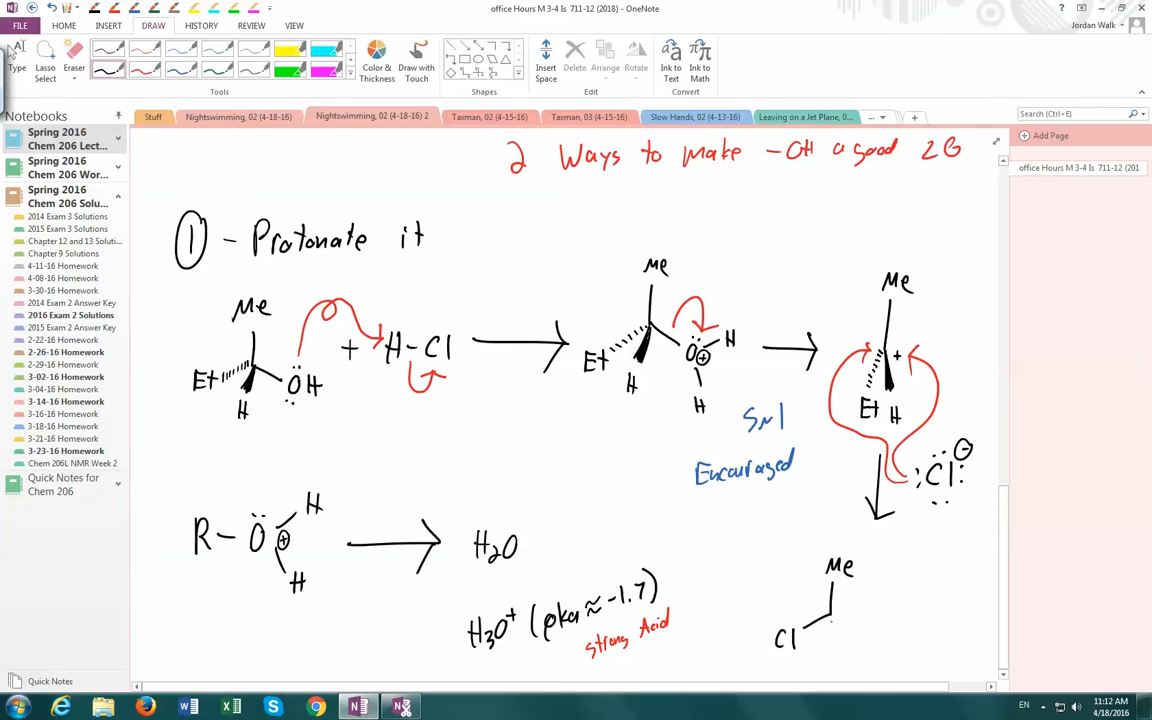 office Hours M 3-4 Is 711-12 (2018) - OneNote
Jordan Walk
FILE HOME INSERT DRAW HISTORY REVIEW VIEW
Type
Lasso Select
Eraser
Color & Thickness
Draw with Touch
Insert Space
Delete
Arrange
Rotate
Ink to Text
Ink to Math
Tools
Shapes
Edit
Convert
Notebooks
Stuff
Nightswimming, 02 (4-18-16)
Nightswimming, 02 (4-18-16) 2
Taxman, 02 (4-15-16)
Taxman, 03 (4-15-16)
Slow Hands, 02 (4-13-16)
Leaving on a Jet Plane, 0...
Search (Ctrl+E)
Add Page
office Hours M 3-4 Is 711-12 (201
Spring 2016
Chem 206 Lect...
Spring 2016
Chem 206 Wor...
Spring 2016
Chem 206 Solu...
2014 Exam 3 Solutions
2015 Exam 3 Solutions
Chapter 12 and 13 Soluti...
Chapter 9 Solutions
4-11-16 Homework
4-08-16 Homework
3-30-16 Homework
2014 Exam 2 Answer Key
2016 Exam 2 Solutions
2015 Exam 2 Answer Key
2-22-16 Homework
2-26-16 Homework
2-29-16 Homework
3-02-16 Homework
3-04-16 Homework
3-14-16 Homework
3-16-16 Homework
3-18-16 Homework
3-21-16 Homework
3-23-16 Homework
Chem 206L NMR Week 2
Quick Notes for
Chem 206
Quick Notes
2 Ways to make -OH a good LG
① - Protonate it
Me
Et
H
ÖH
+ H-Cl
Me
Et
H
O
H
⊕
H
Me
+
Et H
SN1
Encouraged
:Cl: ⊖
R-Ö-H
⊕
H
H2O
H3O+ (pka ≈ -1.7)
Strong Acid
Me
Cl
EN
11:12 AM
4/18/2016